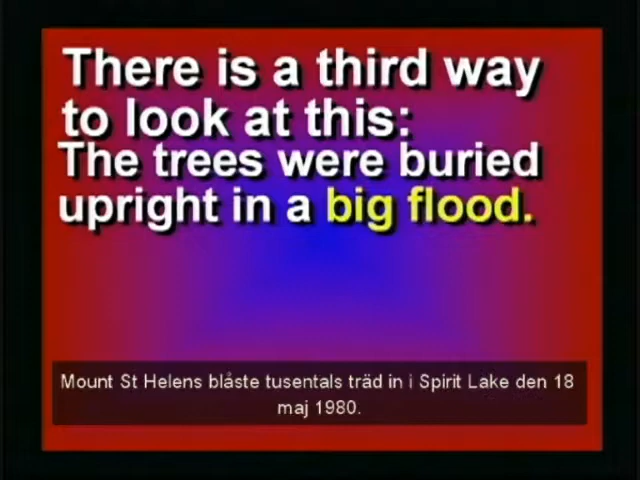 There is a third way
to look at this:
The trees were buried
upright in a big flood.
Mount St Helens blåste tusentals träd in i Spirit Lake den 18
maj 1980.